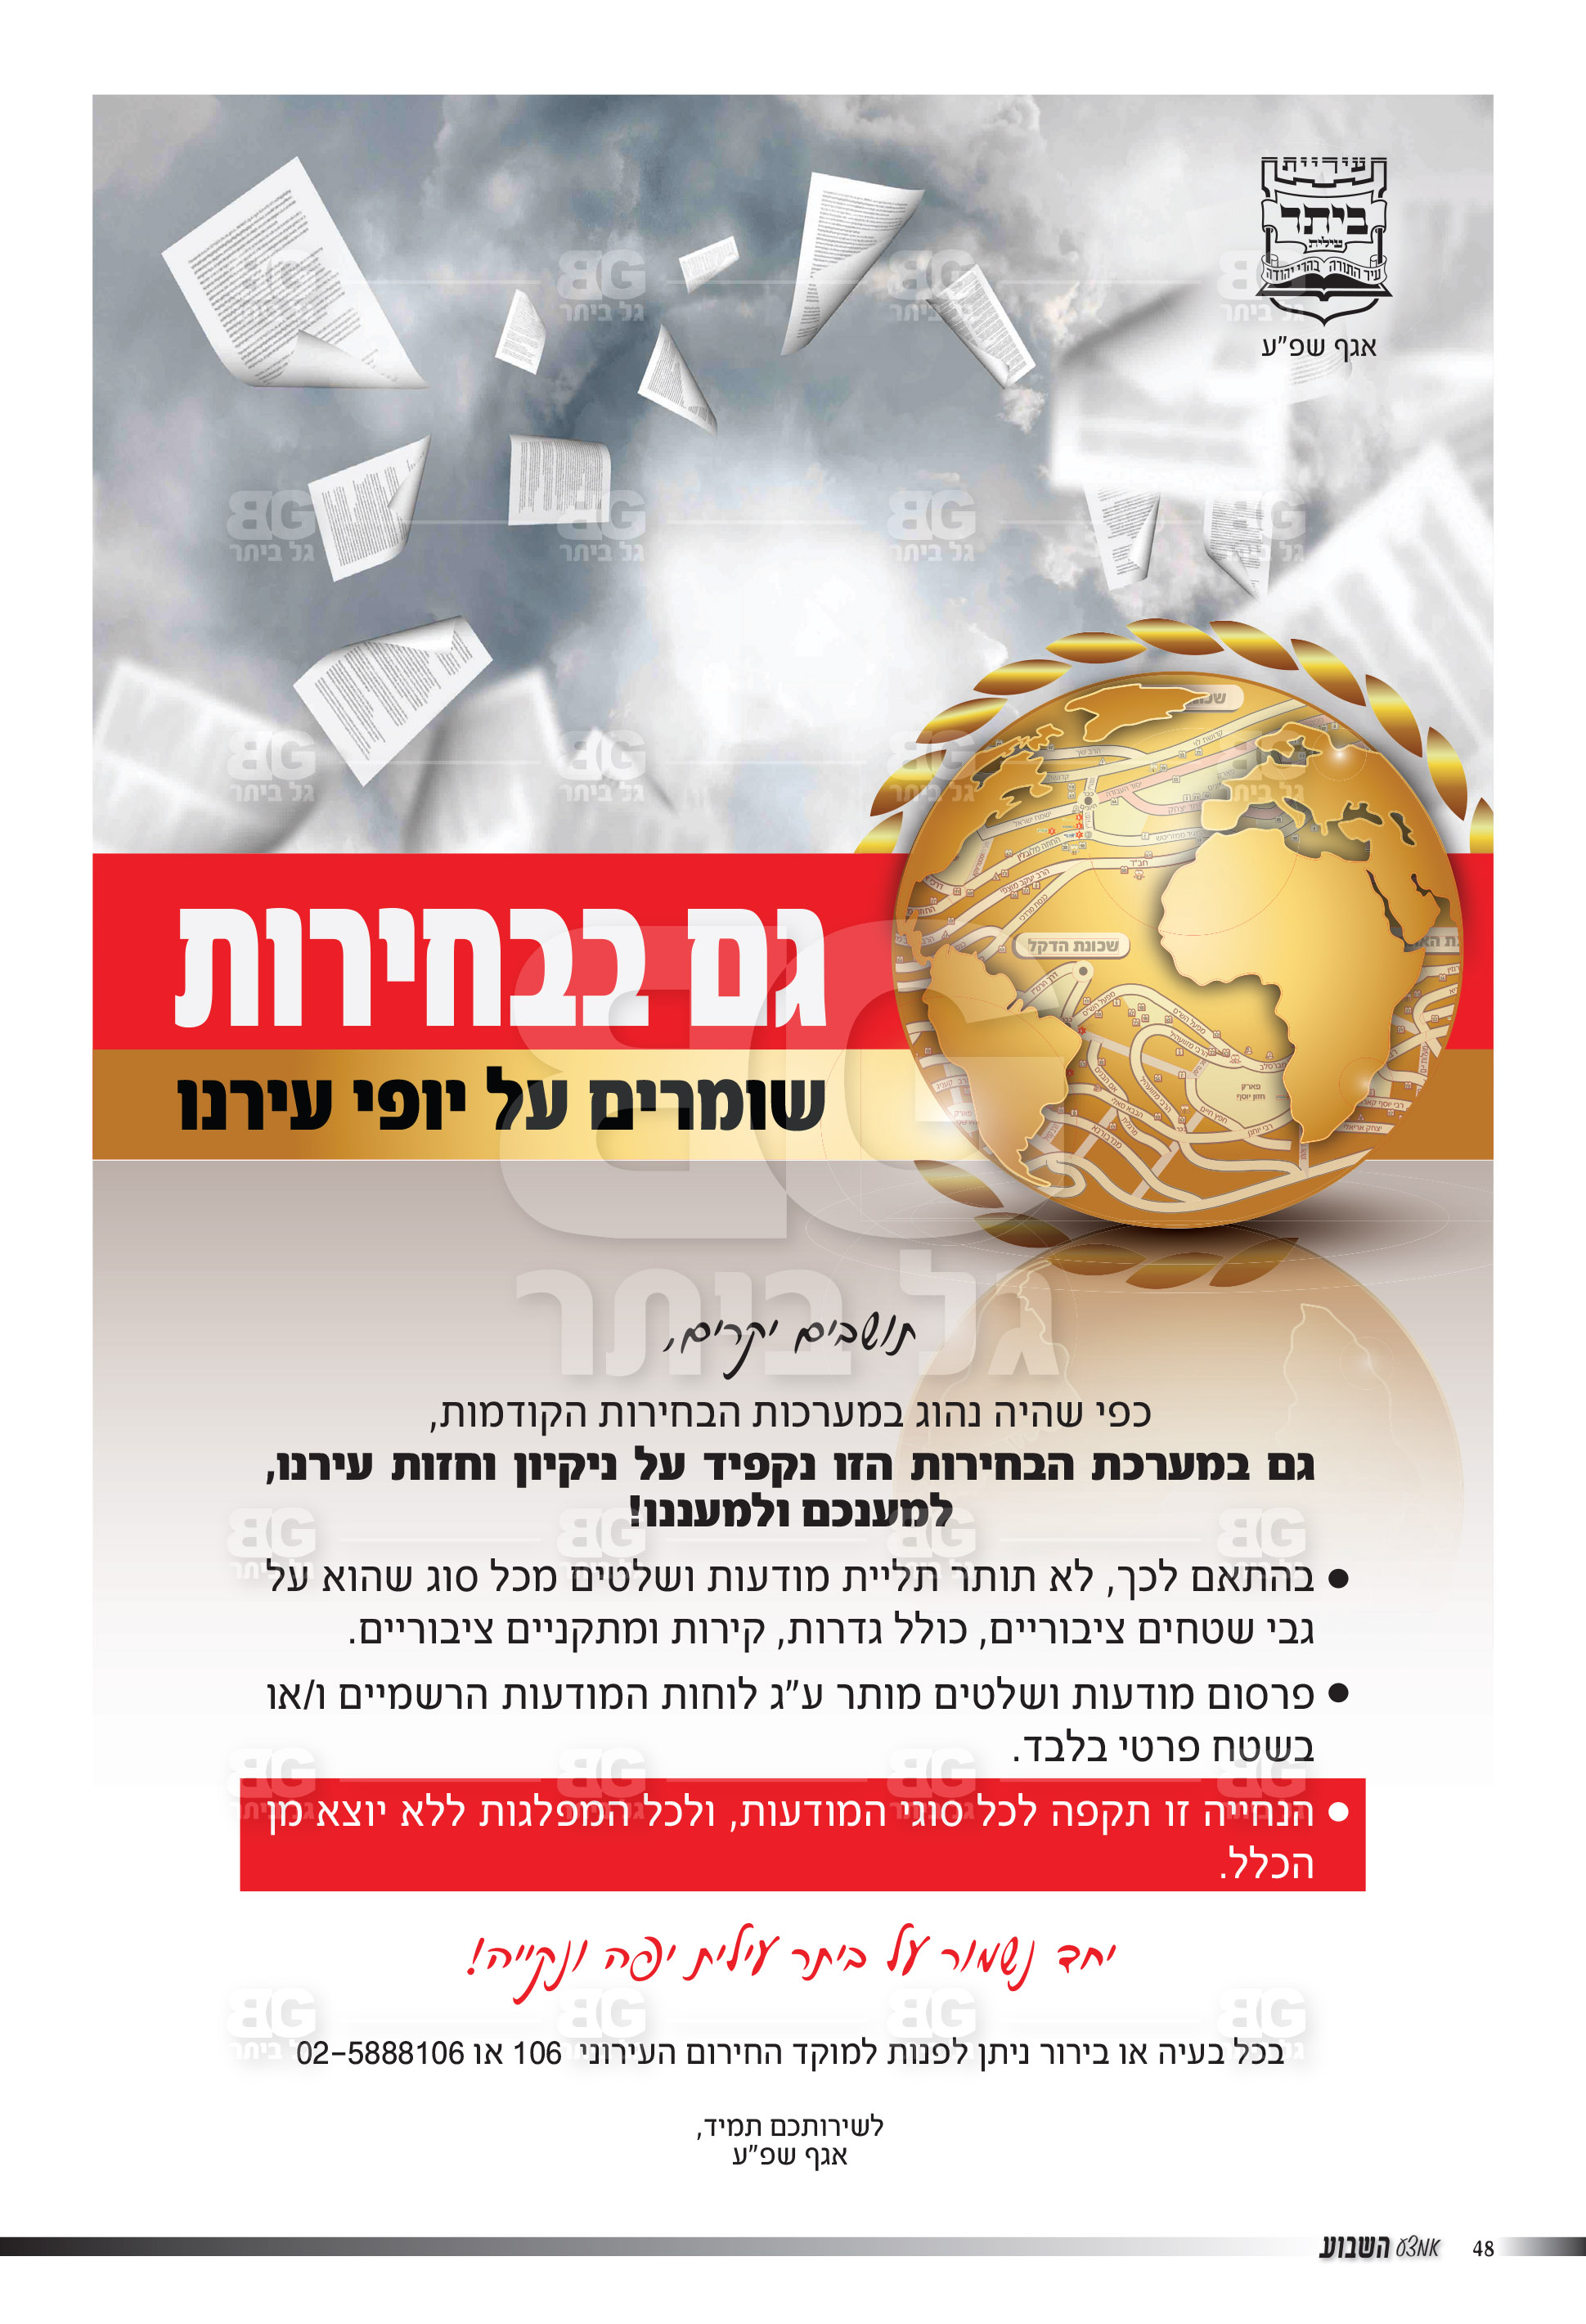 עיריית
ביתר
עילית
עיר התורה בהרי יהודה
אגף שפ"ע
גם בבחירות
שומרים על יופי עירנו
שכונת הדקל
תושבים יקרים,
כפי שהיה נהוג במערכות הבחירות הקודמות,
גם במערכת הבחירות הזו נקפיד על ניקיון וחזות עירנו,
למענכם ולמעננו!
• בהתאם לכך, לא תותר תליית מודעות ושלטים מכל סוג שהוא על
גבי שטחים ציבוריים, כולל גדרות, קירות ומתקניים ציבוריים.
• פרסום מודעות ושלטים מותר ע"ג לוחות המודעות הרשמיים ו/או
בשטח פרטי בלבד.
• הנחייה זו תקפה לכל סוגי המודעות, ולכל המפלגות ללא יוצא מן
הכלל.
יחד נשמור על ביתר עילית יפה ונקייה!
בכל בעיה או בירור ניתן לפנות למוקד החירום העירוני 106 או 02-5888106
לשירותכם תמיד,
אגף שפ"ע
BG
גל ביתר
48 אמצע השבוע